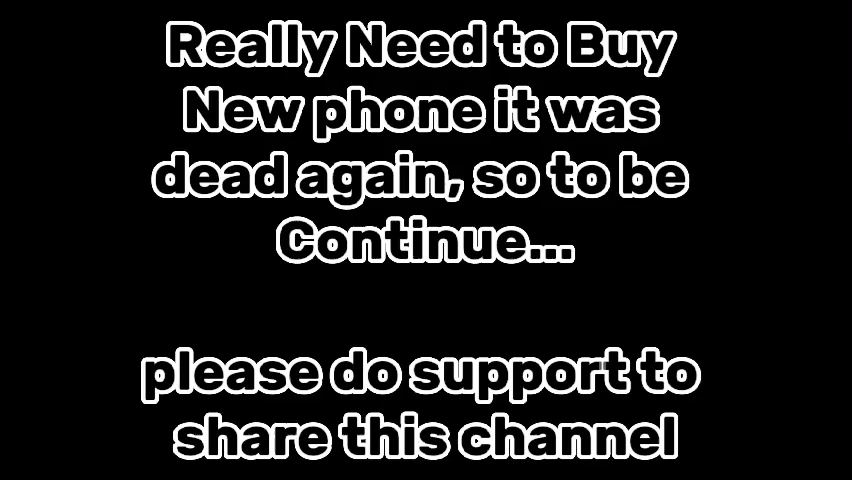 Really Need to Buy
New phone it was
dead again, so to be
Continue...
please do support to
share this channel